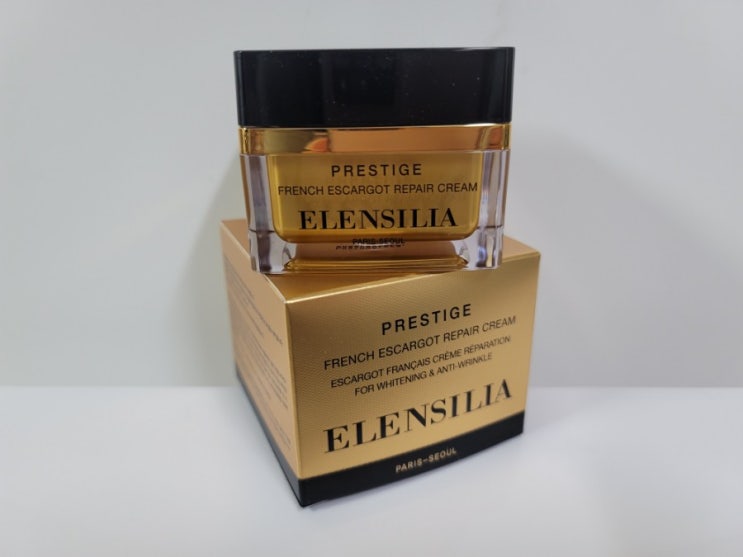 PRESTIGE
FRENCH ESCARGOT REPAIR CREAM
ELENSILIA
PARIS-SEOUL
PRESTIGE
FRENCH ESCARGOT REPAIR CREAM
ESCARGOT FRANÇAIS CRÈME RÉPARATION
FOR WHITENING & ANTI-WRINKLE
ELENSILIA
PARIS-SEOUL